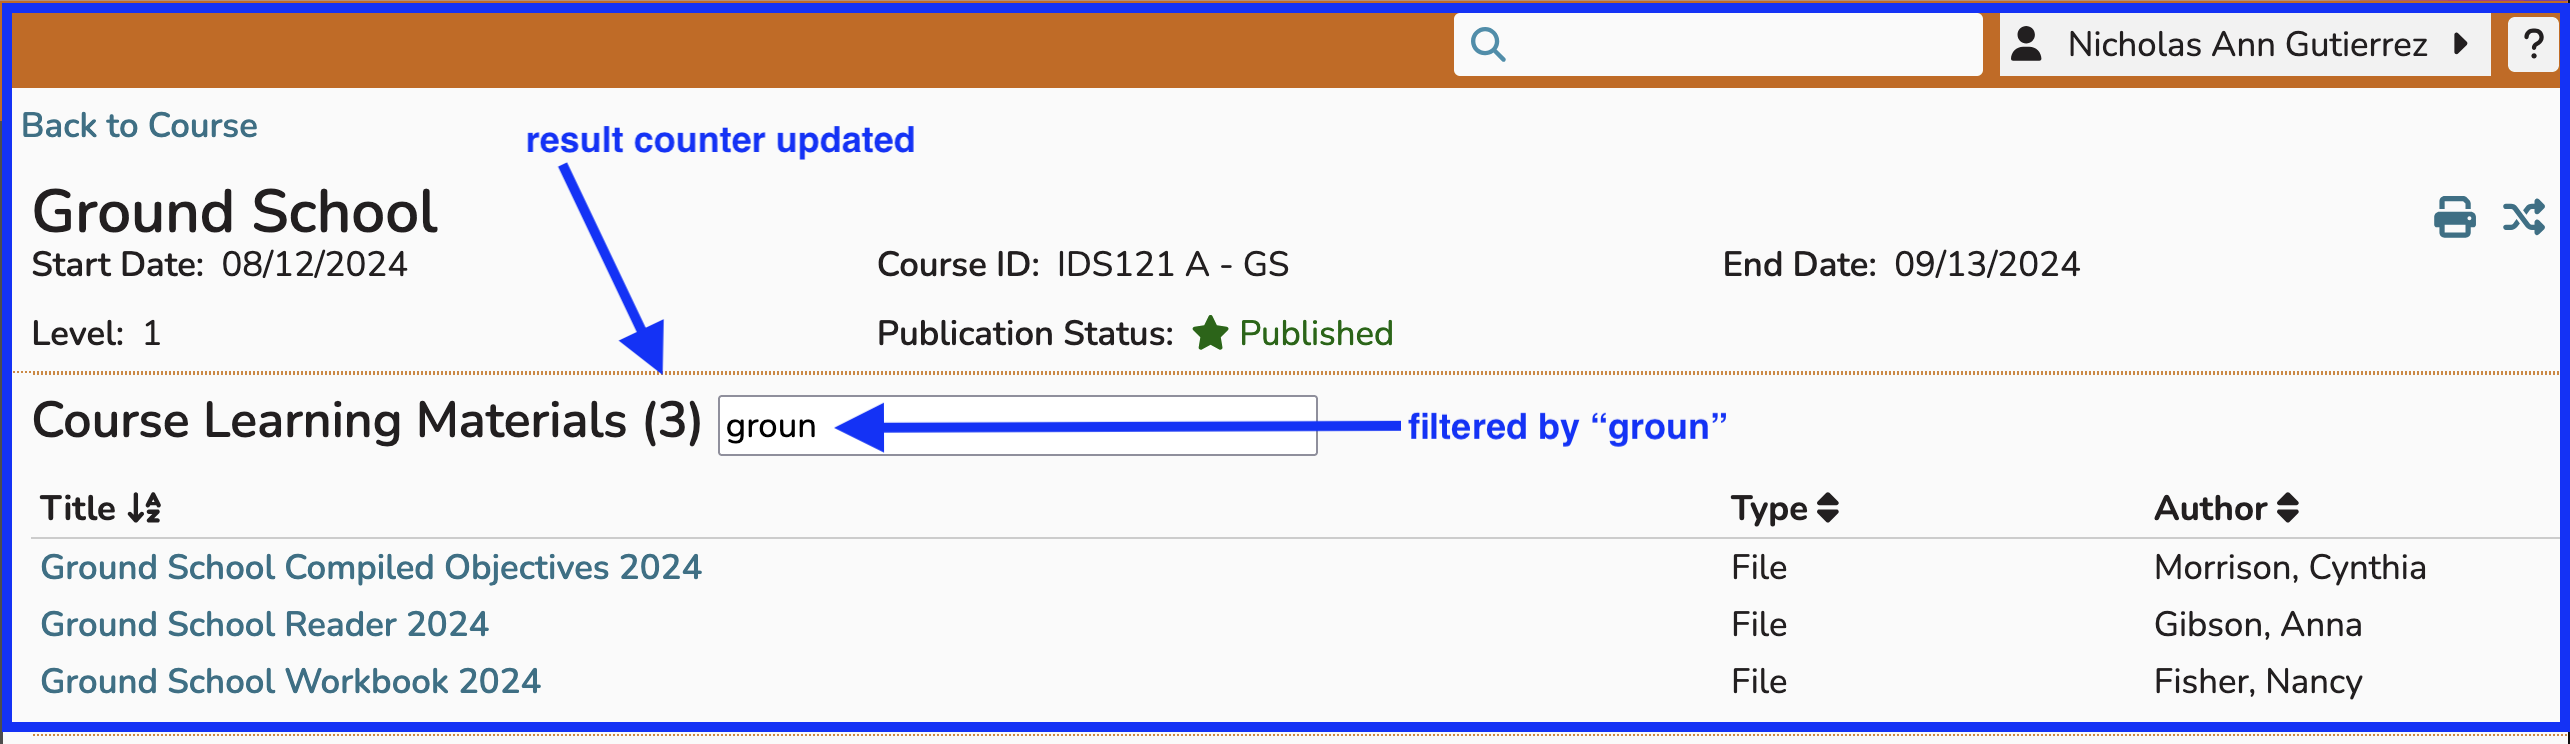 Nicholas Ann Gutierrez
?
Back to Course
result counter updated
Ground School
Start Date: 08/12/2024
Course ID: IDS121 A - GS
End Date: 09/13/2024
Level: 1
Publication Status: Published
Course Learning Materials (3)
groun
filtered by “groun”
Title Type Author
Ground School Compiled Objectives 2024 File Morrison, Cynthia
Ground School Reader 2024 File Gibson, Anna
Ground School Workbook 2024 File Fisher, Nancy